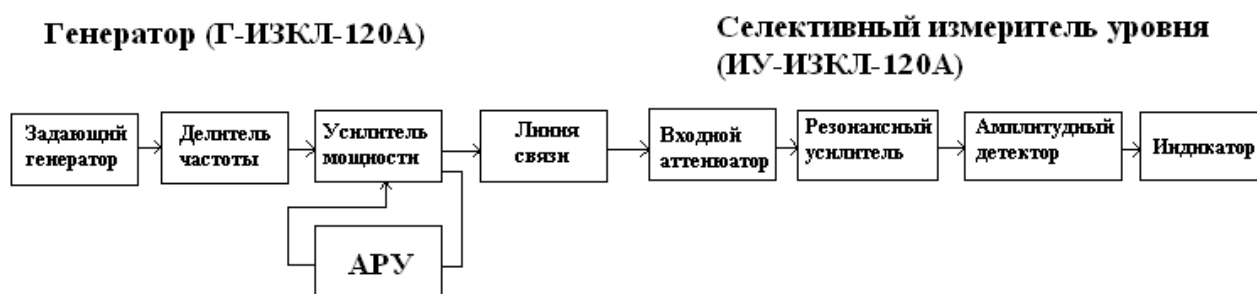 Генератор (Г-ИЗКЛ-120А)
Селективный измеритель уровня
(ИУ-ИЗКЛ-120А)
Задающий
генератор
Делитель
частоты
Усилитель
мощности
Линия
связи
Входной
аттенюатор
Резонансный
усилитель
Амплитудный
детектор
Индикатор
АРУ